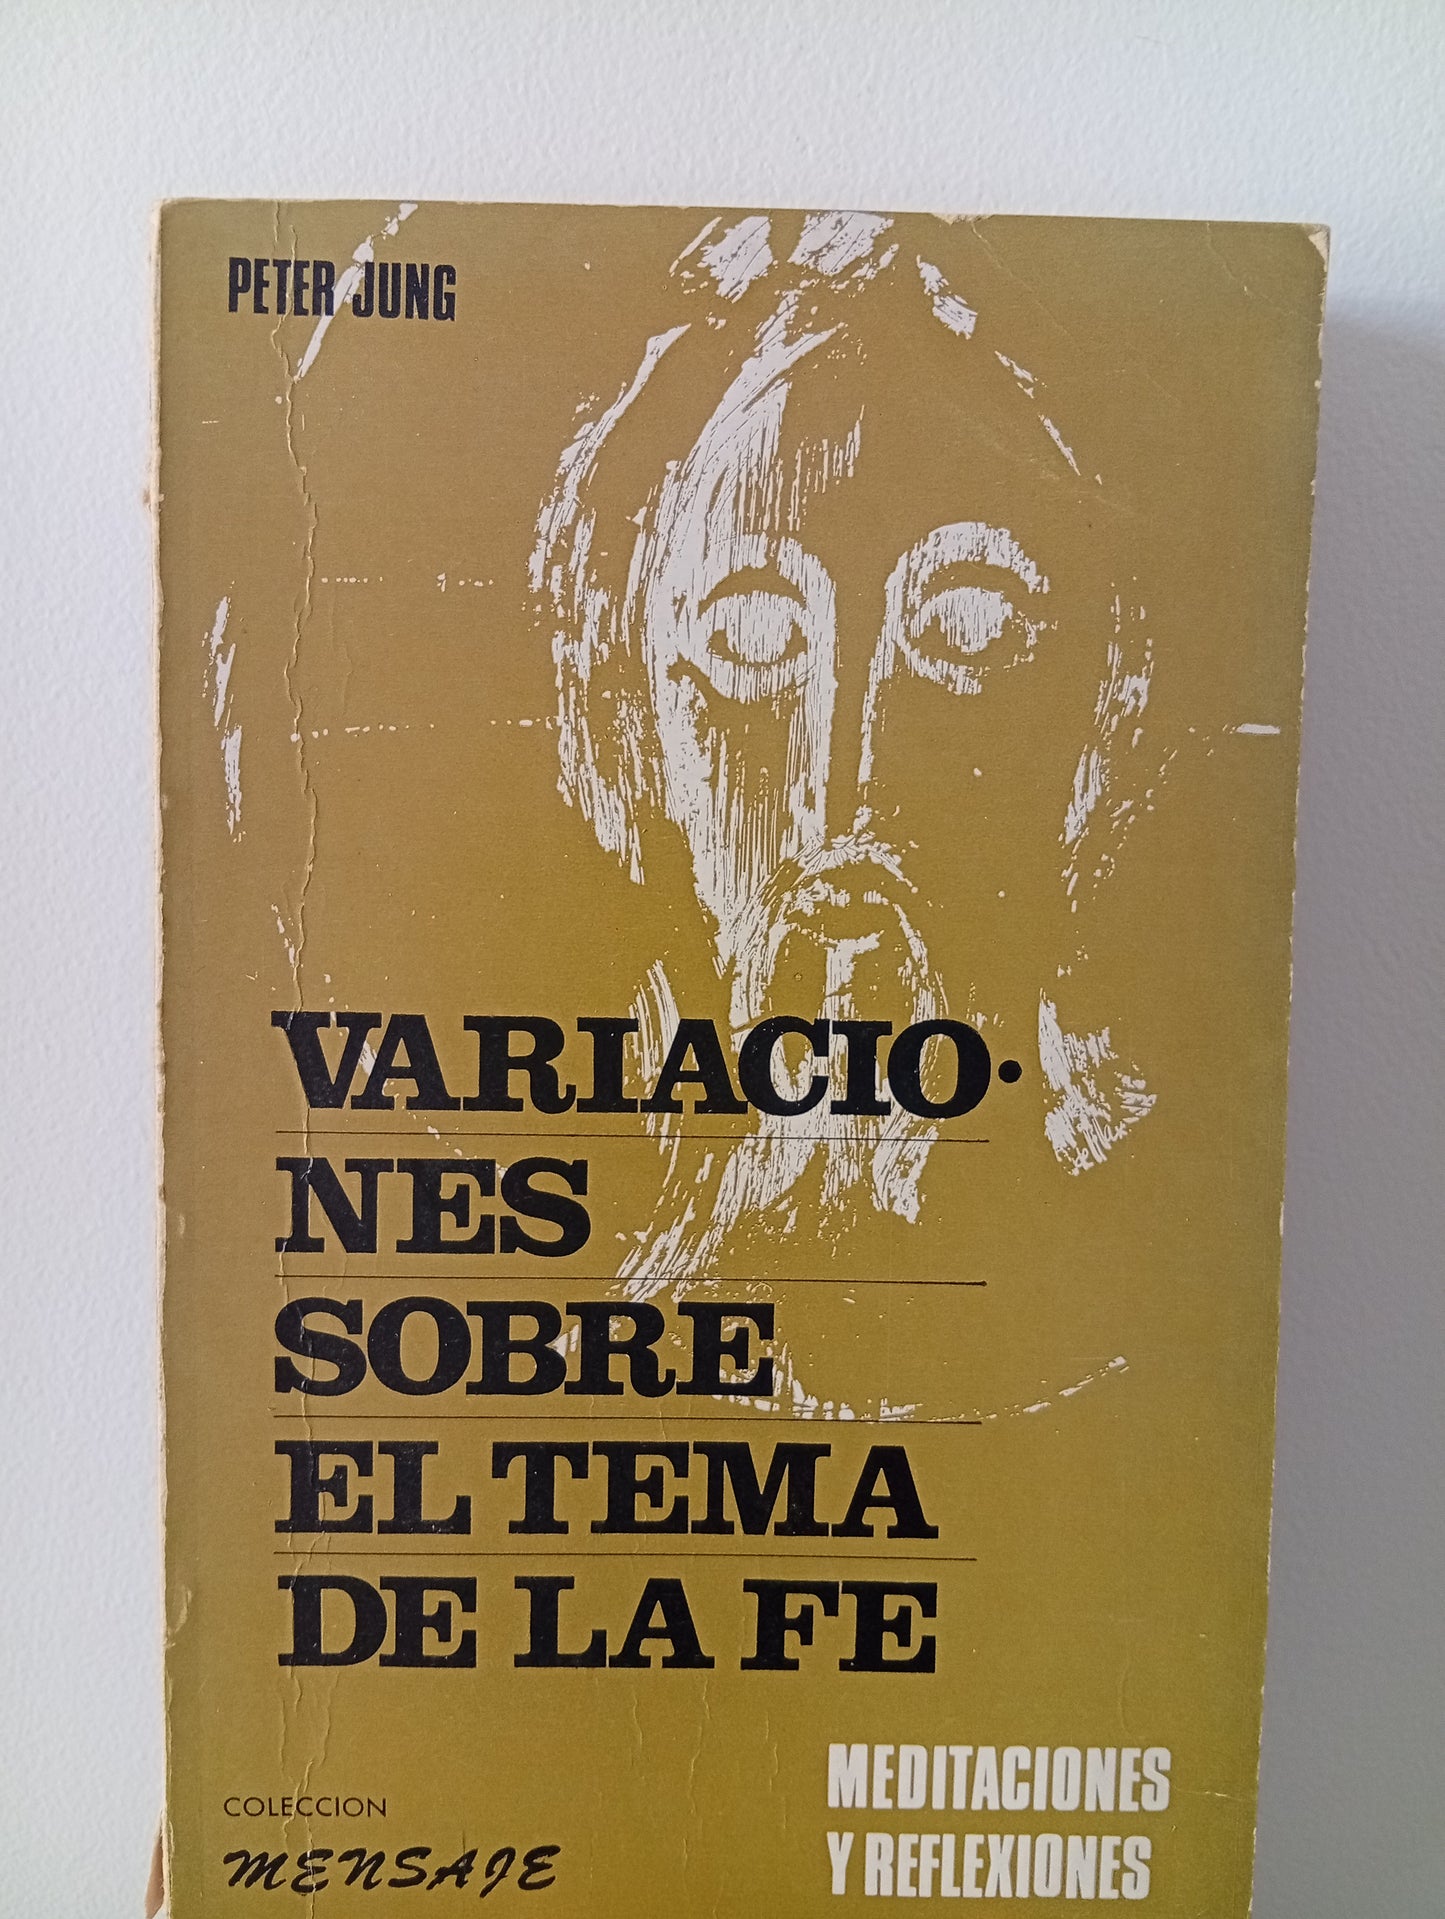 PETER JUNG
VARIACIO-
NES
SOBRE
EL TEMA
DE LA FE
MEDITACIONES
Y REFLEXIONES
COLECCION
MENSAJE